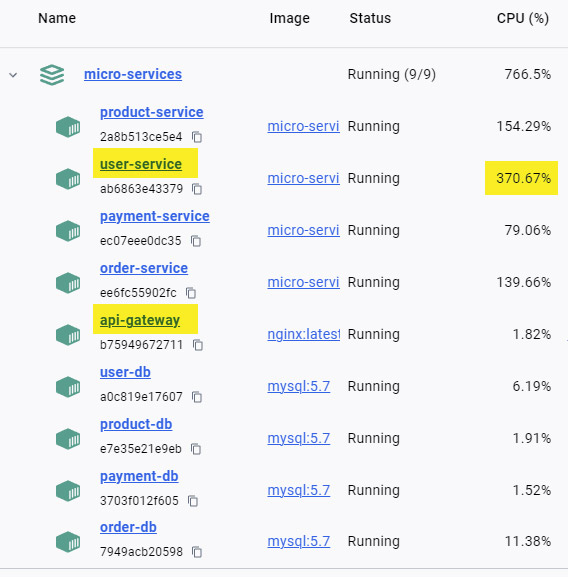 Name Image Status CPU (%)
micro-services Running (9/9) 766.5%
product-service
2a8b513ce5e4 micro-servi Running 154.29%
user-service
ab6863e43379 micro-servi Running 370.67%
payment-service
ec07eee0dc35 micro-servi Running 79.06%
order-service
ee6fc55902fc micro-servi Running 139.66%
api-gateway
b75949672711 nginx:latest Running 1.82%
user-db
a0c819e17607 mysql:5.7 Running 6.19%
product-db
e7e35e21e9eb mysql:5.7 Running 1.91%
payment-db
3703f012f605 mysql:5.7 Running 1.52%
order-db
7949acb20598 mysql:5.7 Running 11.38%